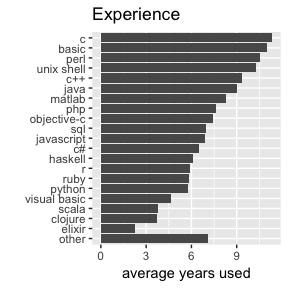 Experience
c
basic
perl
unix shell
c++
java
matlab
php
objective-c
sql
javascript
c#
haskell
r
ruby
python
visual basic
scala
clojure
elixir
other
0 3 6 9
average years used